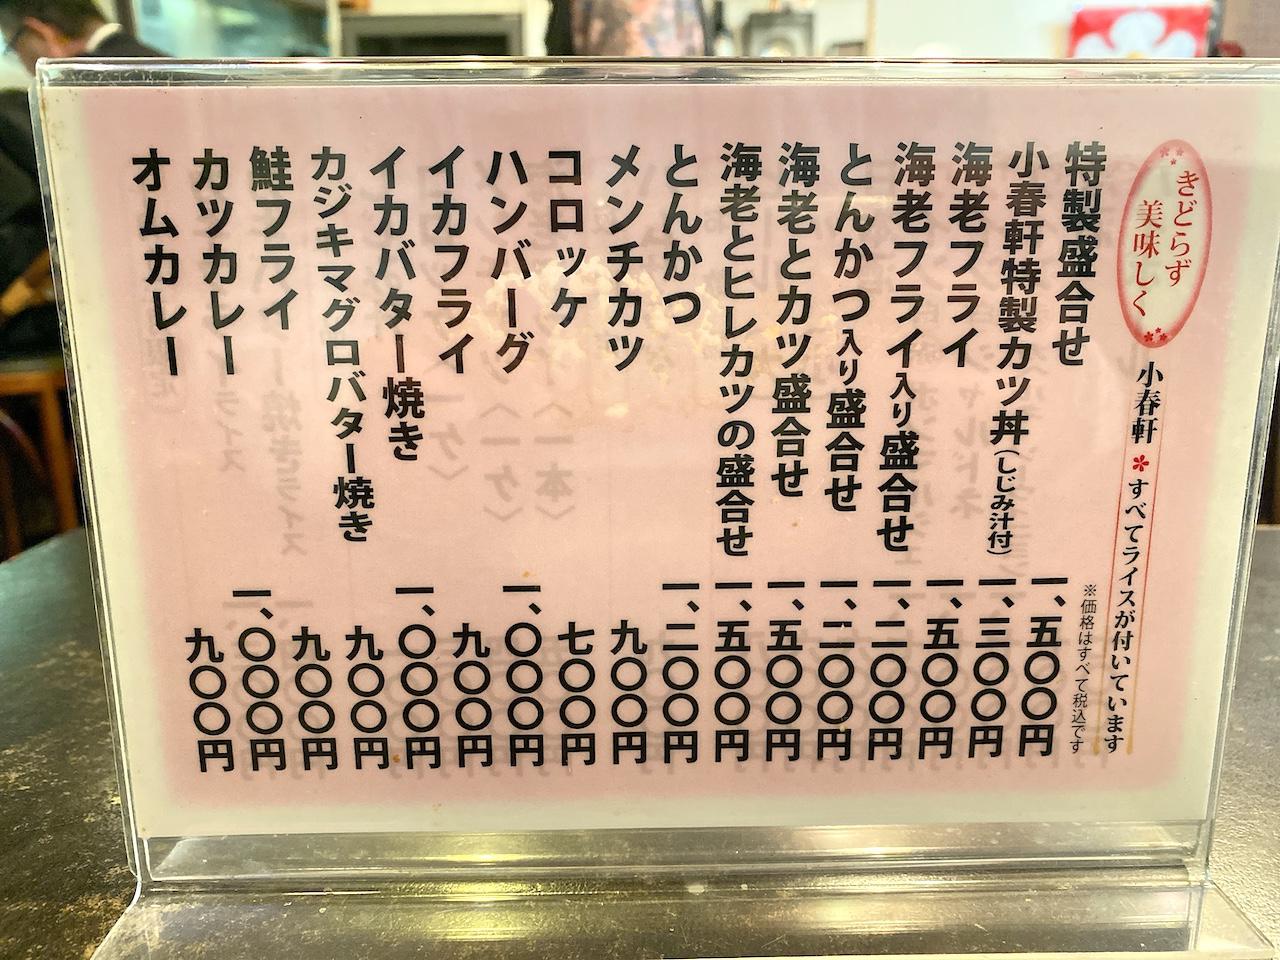 きどらず
美味しく
小春軒 ✽ すべてライスが付いています
※価格はすべて税込です
特製盛合せ 一、五〇〇円
小春軒特製カツ丼(しじみ汁付) 一、三〇〇円
海老フライ 一、五〇〇円
海老フライ入り盛合せ 一、二〇〇円
とんかつ入り盛合せ 一、二〇〇円
海老とカツ盛合せ 一、五〇〇円
海老とヒレカツの盛合せ 一、五〇〇円
とんかつ 一、二〇〇円
メンチカツ 九〇〇円
コロッケ 七〇〇円
ハンバーグ 一、〇〇〇円
イカフライ 九〇〇円
イカバター焼き 一、〇〇〇円
カジキマグロバター焼き 九〇〇円
鮭フライ 九〇〇円
カツカレー 一、〇〇〇円
オムカレー 九〇〇円